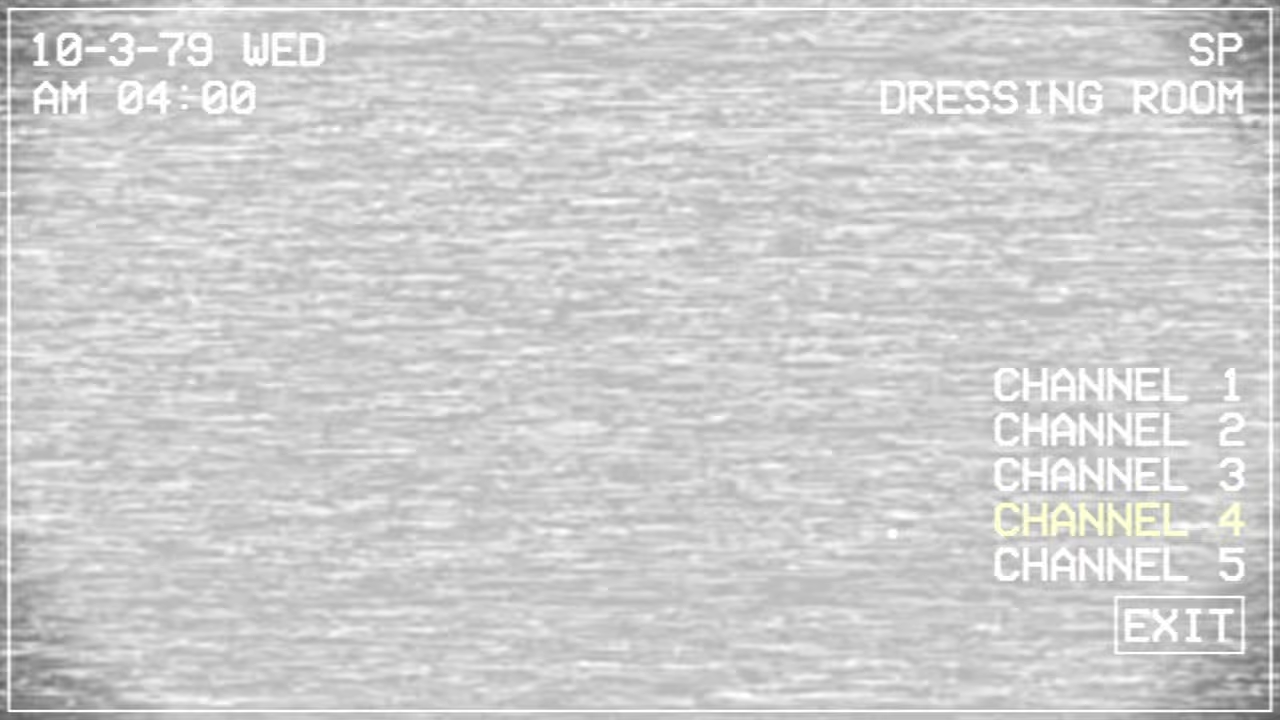 10-3-79 WED
AM 04:00
SP
DRESSING ROOM
CHANNEL 1
CHANNEL 2
CHANNEL 3
CHANNEL 4
CHANNEL 5
EXIT